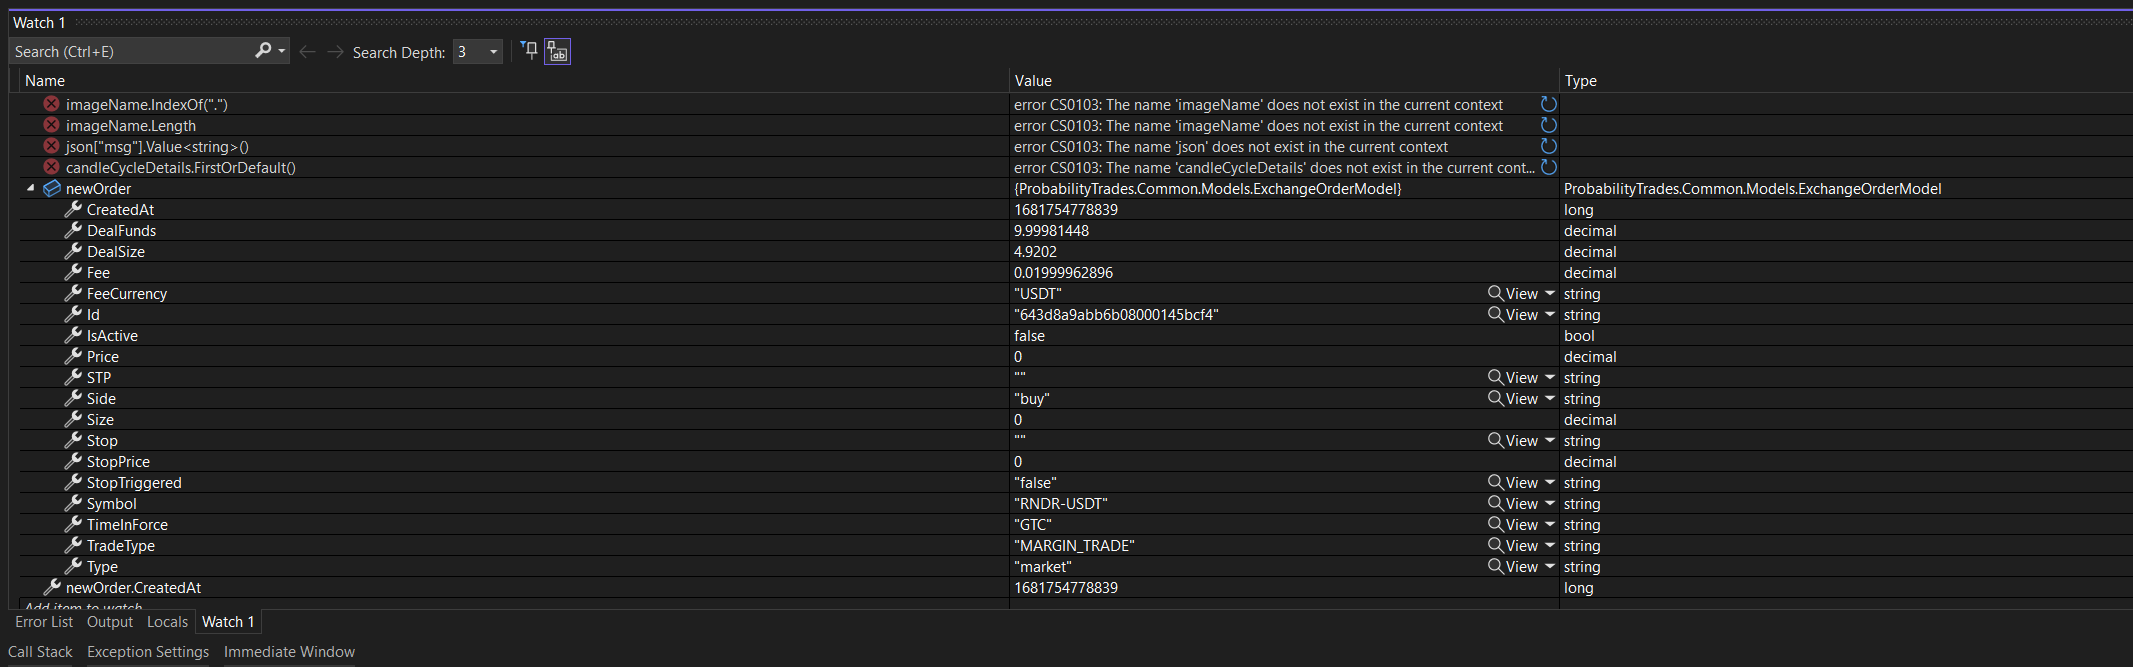 Watch 1
Search (Ctrl+E) Search Depth: 3
Name Value Type
imageName.IndexOf(".") error CS0103: The name 'imageName' does not exist in the current context
imageName.Length error CS0103: The name 'imageName' does not exist in the current context
json["msg"].Value<string>() error CS0103: The name 'json' does not exist in the current context
candleCycleDetails.FirstOrDefault() error CS0103: The name 'candleCycleDetails' does not exist in the current cont...
newOrder {ProbabilityTrades.Common.Models.ExchangeOrderModel} ProbabilityTrades.Common.Models.ExchangeOrderModel
CreatedAt 1681754778839 long
DealFunds 9.99981448 decimal
DealSize 4.9202 decimal
Fee 0.01999962896 decimal
FeeCurrency "USDT" View string
Id "643d8a9abb6b08000145bcf4" View string
IsActive false bool
Price 0 decimal
STP "" View string
Side "buy" View string
Size 0 decimal
Stop "" View string
StopPrice 0 decimal
StopTriggered "false" View string
Symbol "RNDR-USDT" View string
TimeInForce "GTC" View string
TradeType "MARGIN_TRADE" View string
Type "market" View string
newOrder.CreatedAt 1681754778839 long
Add item to watch
Error List Output Locals Watch 1
Call Stack Exception Settings Immediate Window